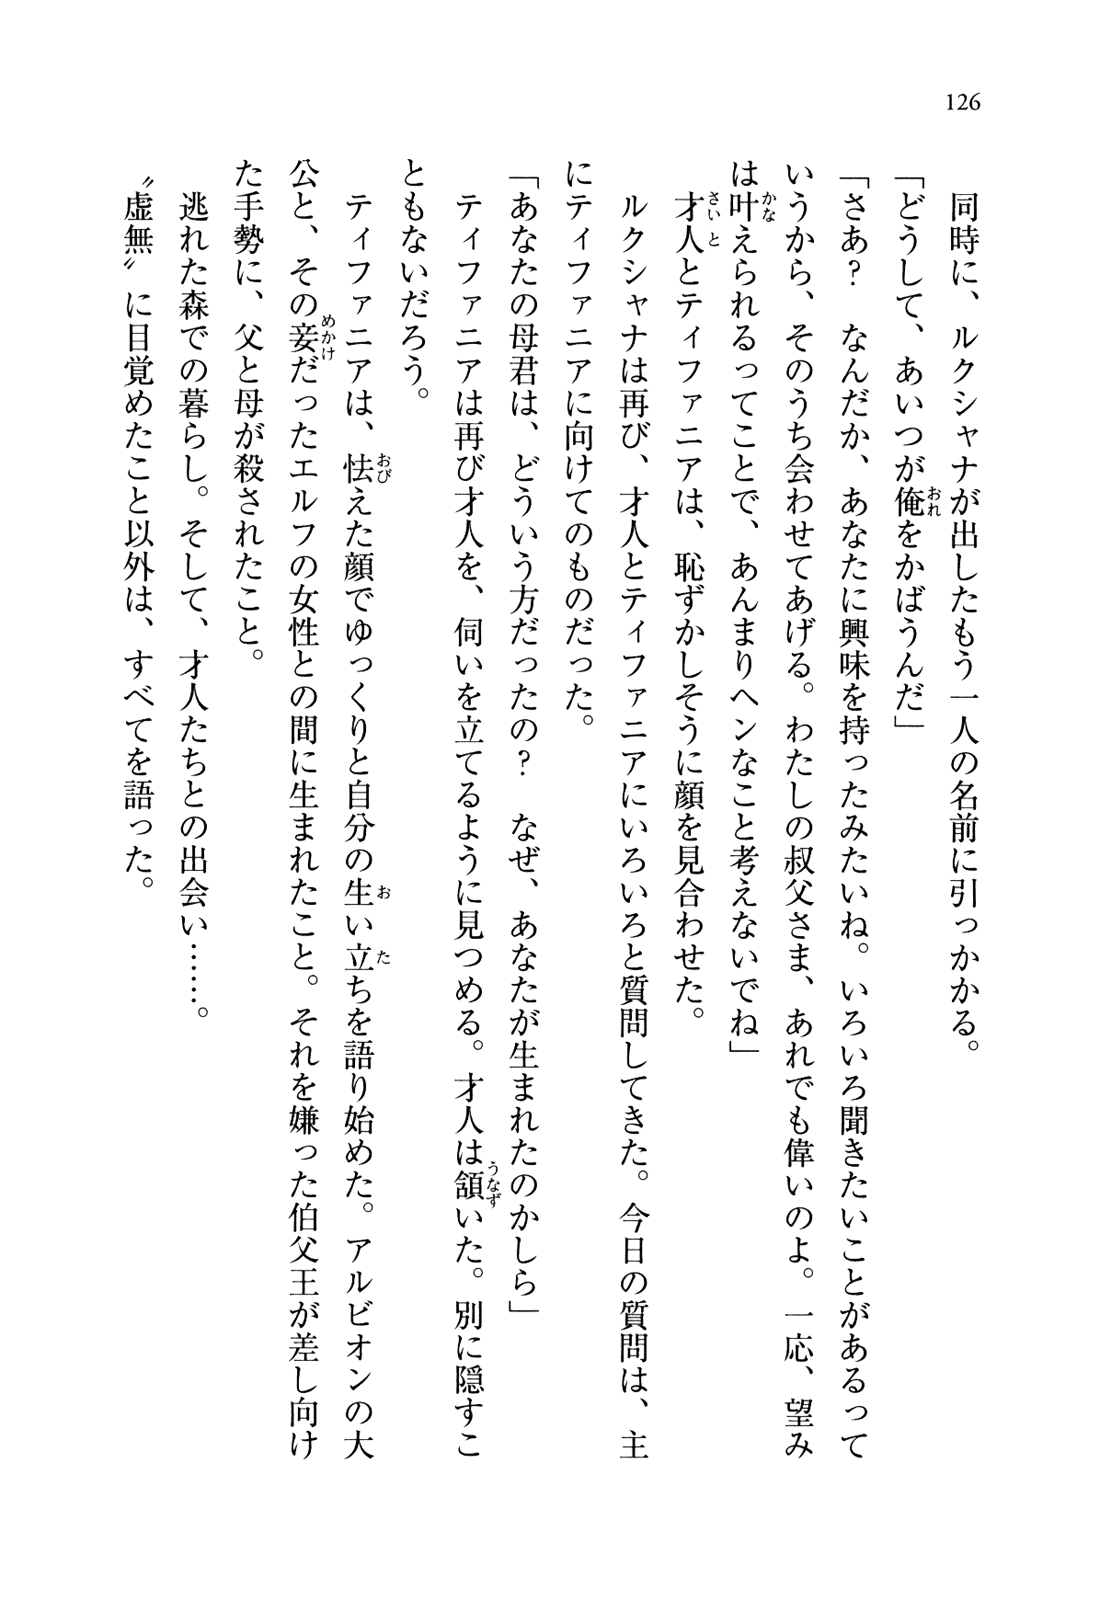 126
同時に、ルクシャナが出したもう一人の名前に引っかかる。
「どうして、あいつが俺をかばうんだ」
「さあ？　なんだか、あなたに興味を持ったみたいね。いろいろ聞きたいことがあるって
いうから、そのうち会わせてあげる。わたしの叔父さま、あれでも偉いのよ。一応、望み
は叶えられるってことで、あんまりヘンなこと考えないでね」
才人とティファニアは、恥ずかしそうに顔を見合わせた。
ルクシャナは再び、才人とティファニアにいろいろと質問してきた。今日の質問は、主
にティファニアに向けてのものだった。
「あなたの母君は、どういう方だったの？　なぜ、あなたが生まれたのかしら」
ティファニアは再び才人を、伺いを立てるように見つめる。才人は頷いた。別に隠すこ
ともないだろう。
ティファニアは、怯えた顔でゆっくりと自分の生い立ちを語り始めた。アルビオンの大
公と、その妾だったエルフの女性との間に生まれたこと。それを嫌った伯父王が差し向け
た手勢に、父と母が殺されたこと。
逃れた森での暮らし。そして、才人たちとの出会い……。
〝虚無〟に目覚めたこと以外は、すべてを語った。